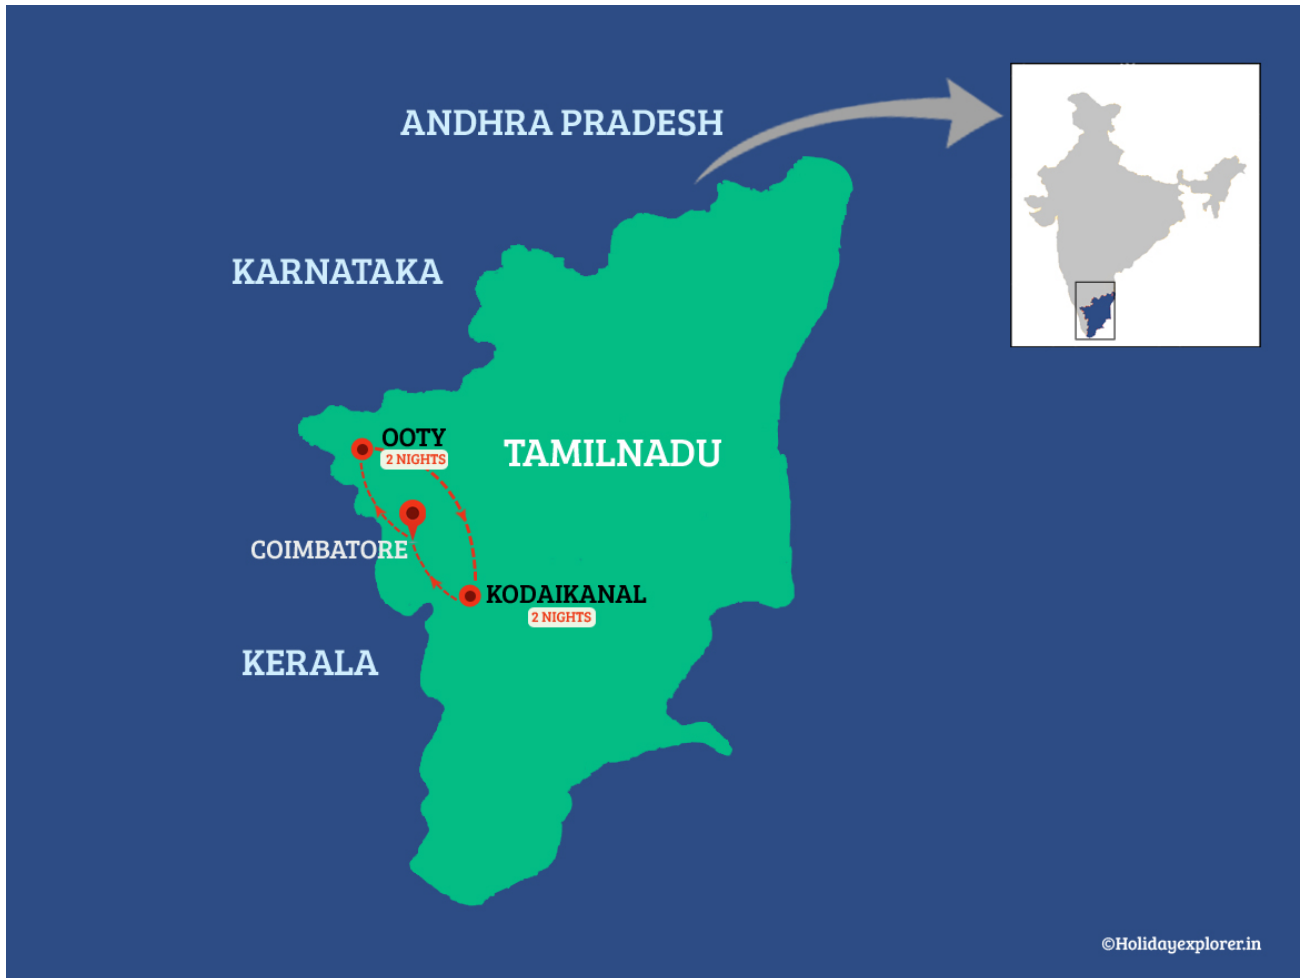 ANDHRA PRADESH
KARNATAKA
OOTY
2 NIGHTS
TAMILNADU
COIMBATORE
KODAIKANAL
2 NIGHTS
KERALA
©Holidayexplorer.in